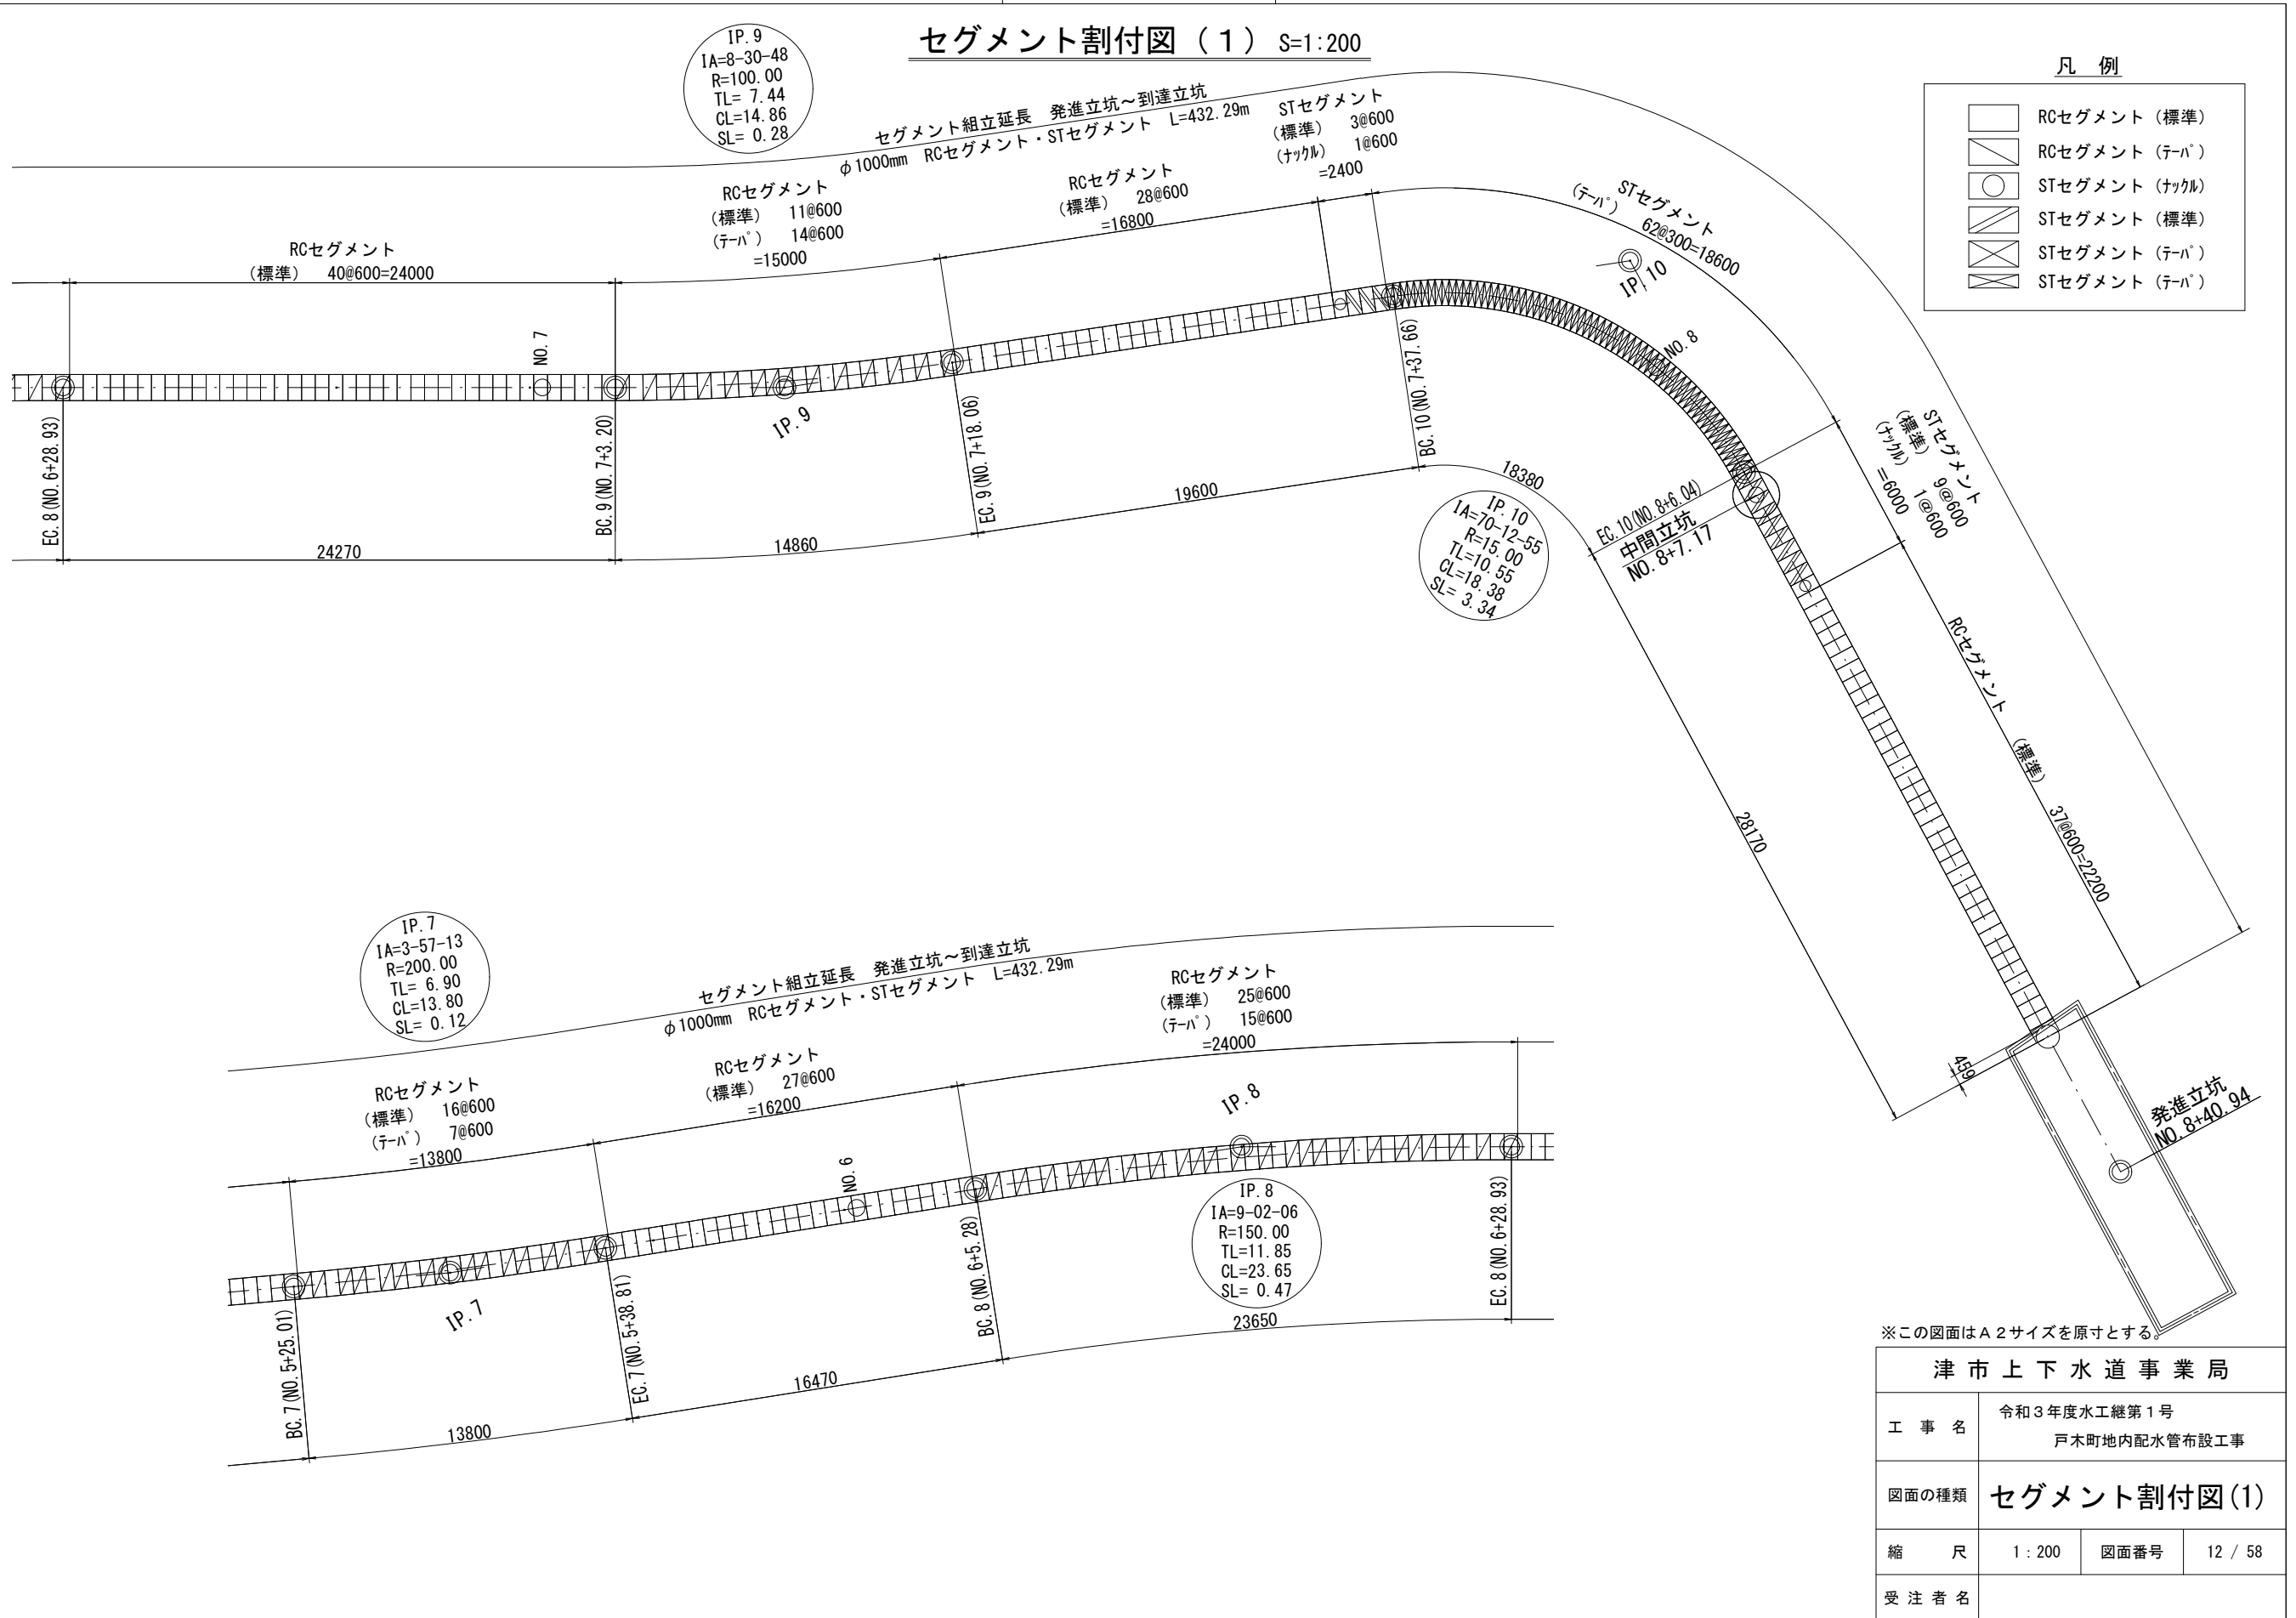 セグメント割付図（１） S=1:200
IP. 9
IA=8-30-48
R=100.00
TL= 7.44
CL=14.86
SL= 0.28
セグメント組立延長　発進立坑～到達立坑
φ1000mm　RCセグメント・STセグメント　L=432.29m
RCセグメント
（標準）　40@600=24000
RCセグメント
（標準）　11@600
（ﾃｰﾊﾟ）　14@600
=15000
RCセグメント
（標準）　28@600
=16800
STセグメント
（標準）　3@600
（ﾅｯｸﾙ）　1@600
=2400
STセグメント
（ﾃｰﾊﾟ）　62@300=18600
IP. 10
NO. 8
NO. 7
IP. 9
EC. 8(NO. 6+28. 93)
BC. 9(NO. 7+3. 20)
EC. 9(NO. 7+18. 06)
BC. 10(NO. 7+37. 66)
EC. 10(NO. 8+6. 04)
中間立坑
NO. 8+7. 17
24270
14860
19600
18380
28170
459
IP. 10
IA=70-12-55
R=15.00
TL=10.55
CL=18.38
SL= 3.34
STセグメント
（標準）　9@600
（ﾅｯｸﾙ）　1@600
=6000
RCセグメント　（標準）　37@600=22200
発進立坑
NO. 8+40. 94
凡　例
RCセグメント（標準）
RCセグメント（ﾃｰﾊﾟ）
STセグメント（ﾅｯｸﾙ）
STセグメント（標準）
STセグメント（ﾃｰﾊﾟ）
STセグメント（ﾃｰﾊﾟ）
IP. 7
IA=3-57-13
R=200.00
TL= 6.90
CL=13.80
SL= 0.12
セグメント組立延長　発進立坑～到達立坑
φ1000mm　RCセグメント・STセグメント　L=432.29m
RCセグメント
（標準）　16@600
（ﾃｰﾊﾟ）　7@600
=13800
RCセグメント
（標準）　27@600
=16200
RCセグメント
（標準）　25@600
（ﾃｰﾊﾟ）　15@600
=24000
IP. 7
NO. 6
IP. 8
IP. 8
IA=9-02-06
R=150.00
TL=11.85
CL=23.65
SL= 0.47
BC. 7(NO. 5+25. 01)
EC. 7(NO. 5+38. 81)
BC. 8(NO. 6+5. 28)
EC. 8(NO. 6+28. 93)
13800
16470
23650
※この図面はＡ２サイズを原寸とする。
津市上下水道事業局
工事名　令和３年度水工継第１号
戸木町地内配水管布設工事
図面の種類　セグメント割付図(1)
縮尺　1：200　図面番号　12 / 58
受注者名